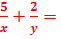 5/x + 2/y =